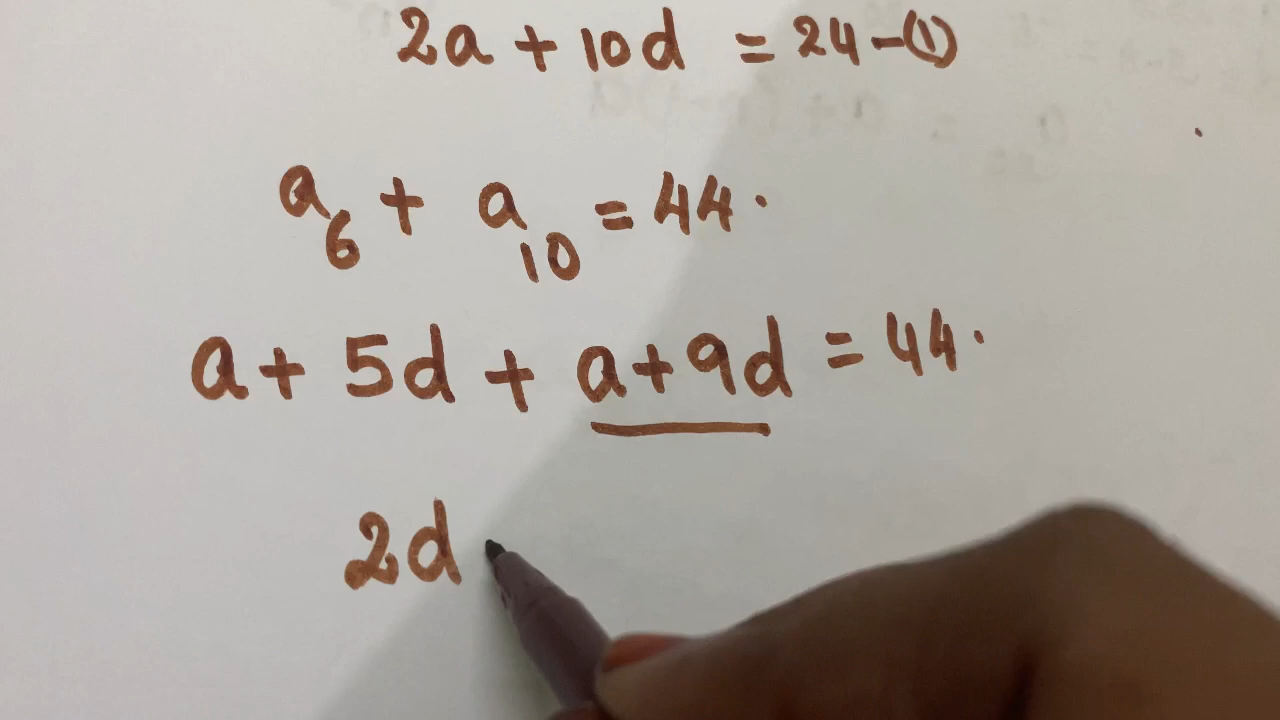 2a + 10d = 24 - (1)
a6 + a10 = 44.
a + 5d + a + 9d = 44.
2d